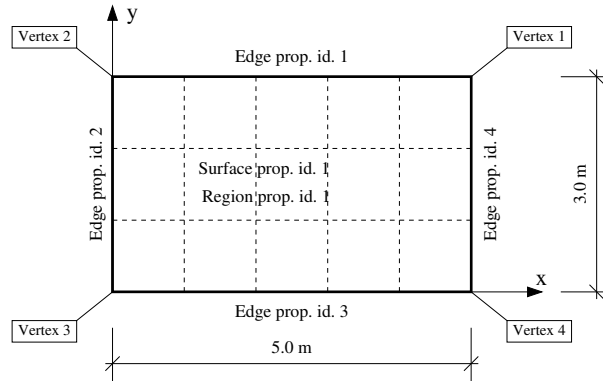 y
Vertex 2
Vertex 1
Edge prop. id. 1
Edge prop. id. 2
Edge prop. id. 4
Surface prop. id. 1
Region prop. id. 1
3.0 m
x
Edge prop. id. 3
Vertex 3
Vertex 4
5.0 m